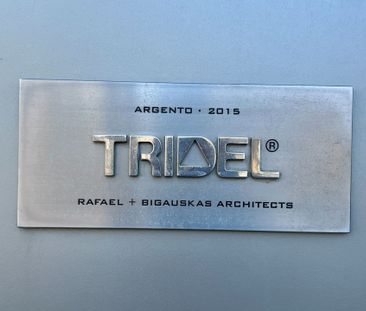 ARGENTO · 2015
TRIDEL®
RAFAEL + BIGAUSKAS ARCHITECTS